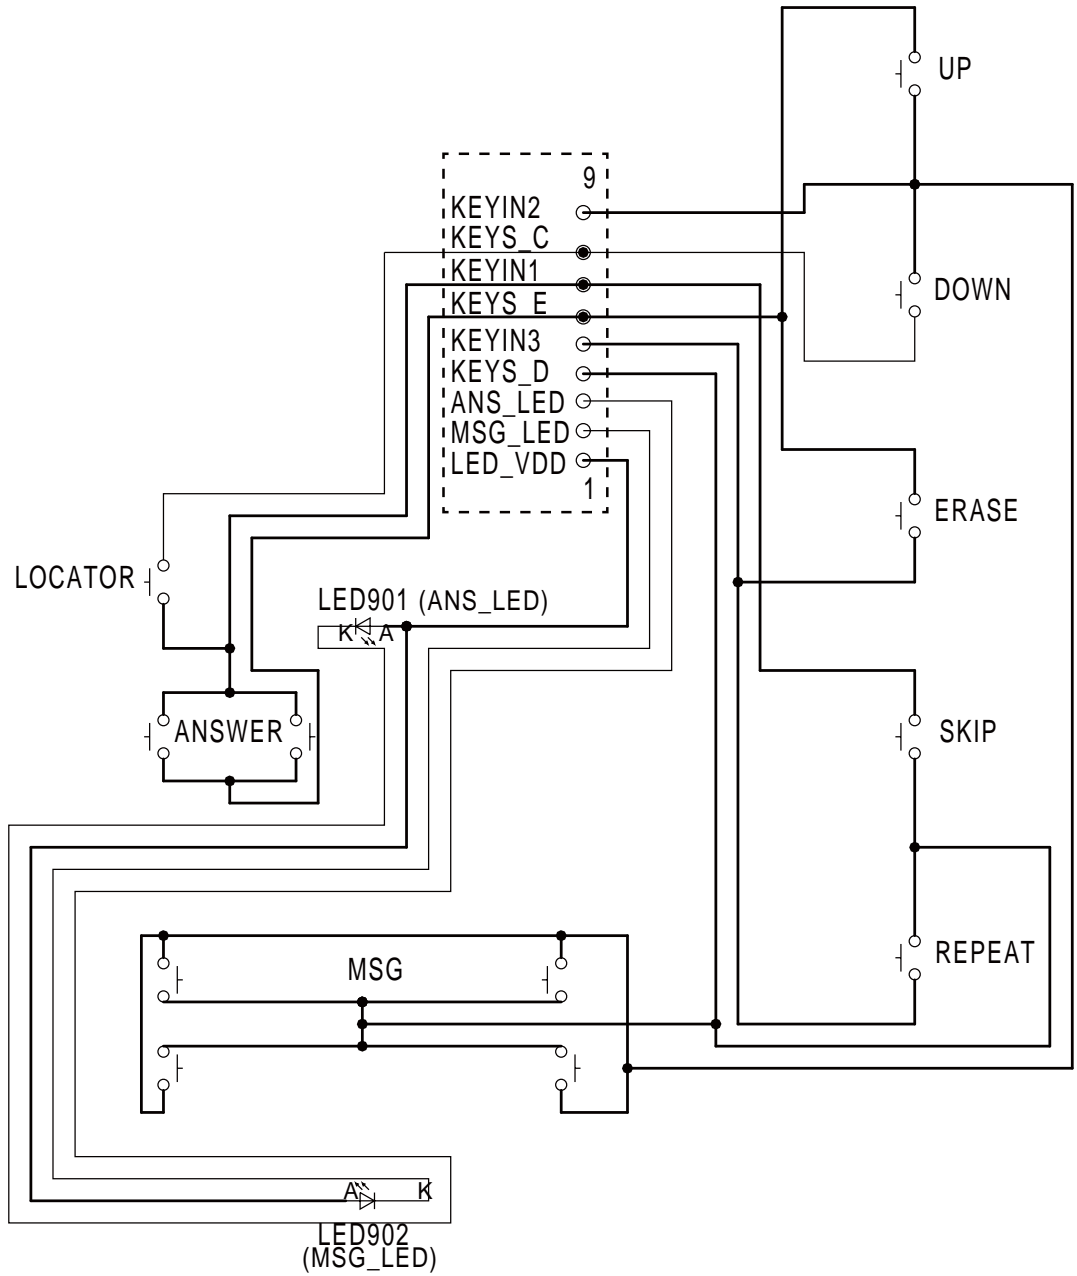 UP
9
KEYIN2
KEYS_C
KEYIN1
KEYS_E
KEYIN3
KEYS_D
ANS_LED
MSG_LED
LED_VDD
1
DOWN
ERASE
LOCATOR
LED901 (ANS_LED)
K A
ANSWER
SKIP
REPEAT
MSG
A K
LED902
(MSG_LED)